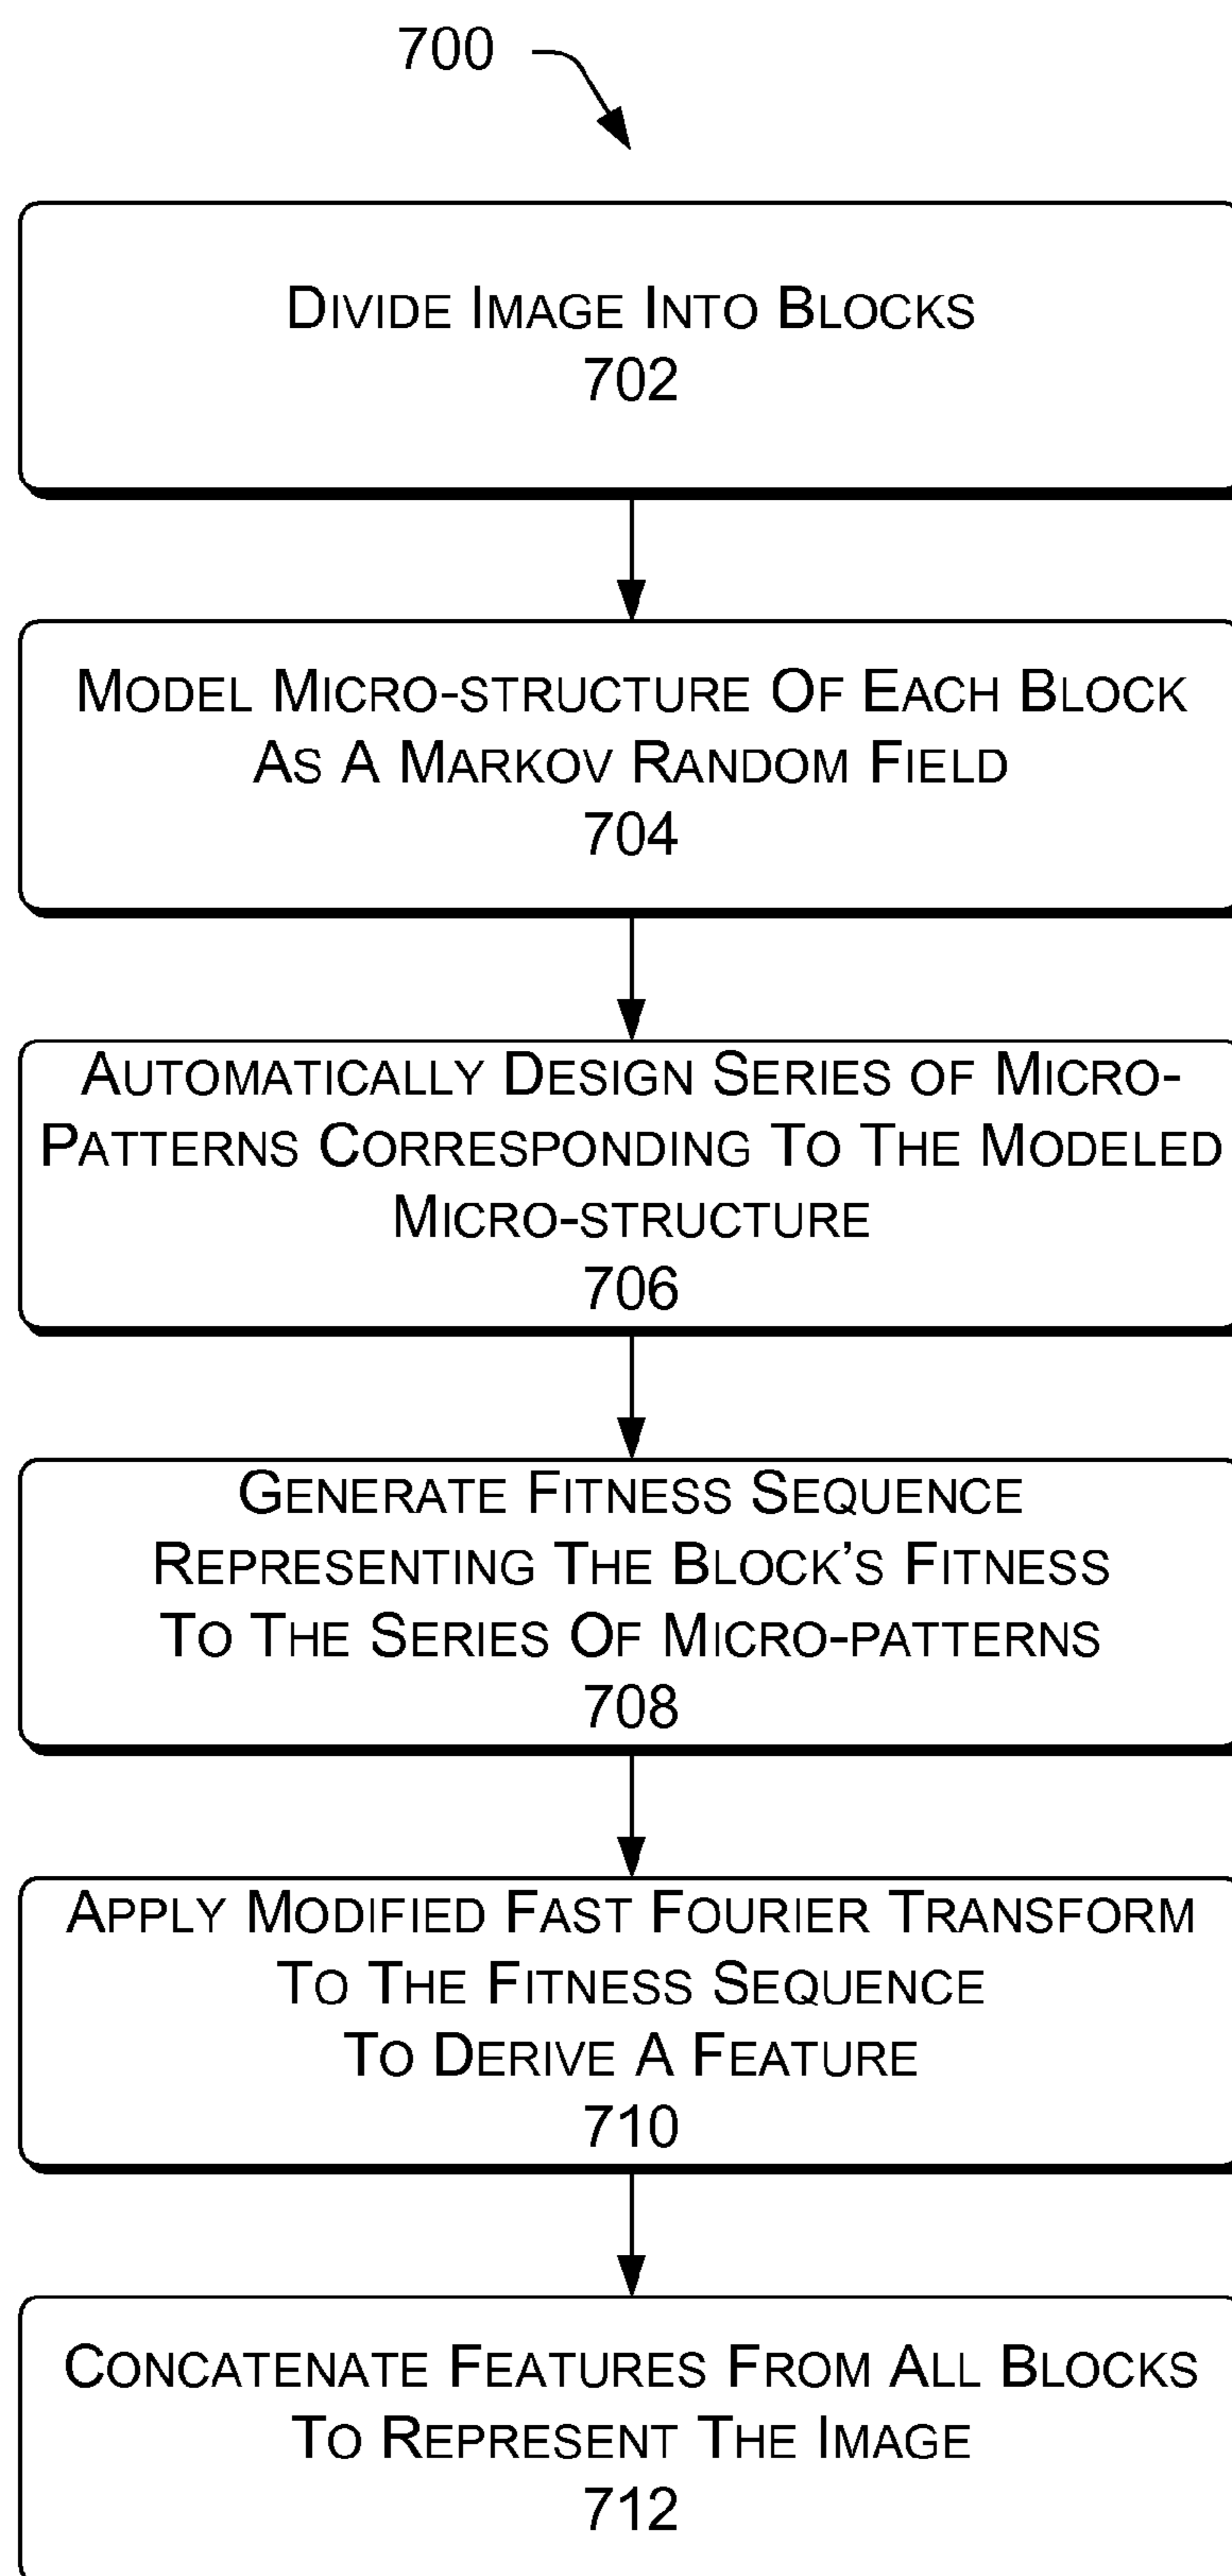 700
DIVIDE IMAGE INTO BLOCKS
702
MODEL MICRO-STRUCTURE OF EACH BLOCK
AS A MARKOV RANDOM FIELD
704
AUTOMATICALLY DESIGN SERIES OF MICRO-
PATTERNS CORRESPONDING TO THE MODELED
MICRO-STRUCTURE
706
GENERATE FITNESS SEQUENCE
REPRESENTING THE BLOCK'S FITNESS
TO THE SERIES OF MICRO-PATTERNS
708
APPLY MODIFIED FAST FOURIER TRANSFORM
TO THE FITNESS SEQUENCE
TO DERIVE A FEATURE
710
CONCATENATE FEATURES FROM ALL BLOCKS
TO REPRESENT THE IMAGE
712